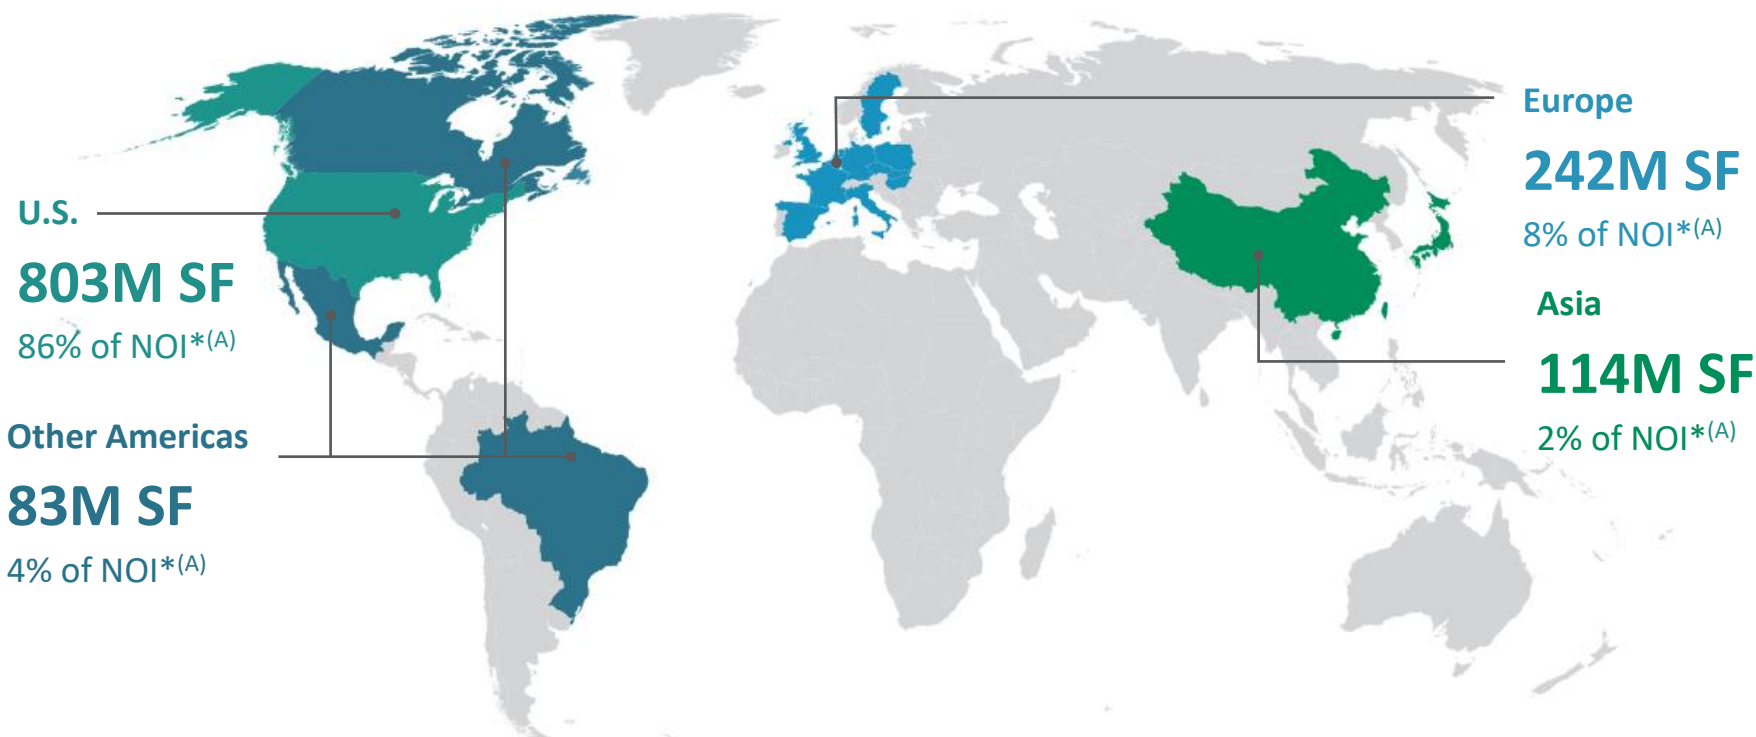 U.S.
803M SF
86% of NOI*(A)
Other Americas
83M SF
4% of NOI*(A)
Europe
242M SF
8% of NOI*(A)
Asia
114M SF
2% of NOI*(A)